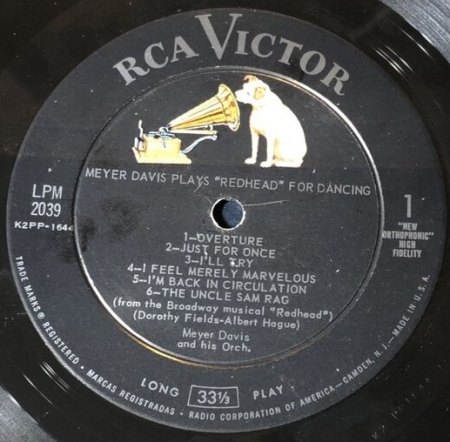 RCA VICTOR
MEYER DAVIS PLAYS "REDHEAD" FOR DANCING
LPM
2039
K2PP-1644
1
"NEW
ORTHOPHONIC"
HIGH
FIDELITY
1—OVERTURE
2—JUST FOR ONCE
3—I'LL TRY
4—I FEEL MERELY MARVELOUS
5—I'M BACK IN CIRCULATION
6—THE UNCLE SAM RAG
(from the Broadway musical "Redhead")
(Dorothy Fields-Albert Hague)
Meyer Davis
and his Orch.
LONG 33⅓ PLAY
TRADE MARKS ® REGISTERED • MARCAS REGISTRADAS • RADIO CORPORATION OF AMERICA—CAMDEN, N.J.—MADE IN U.S.A.